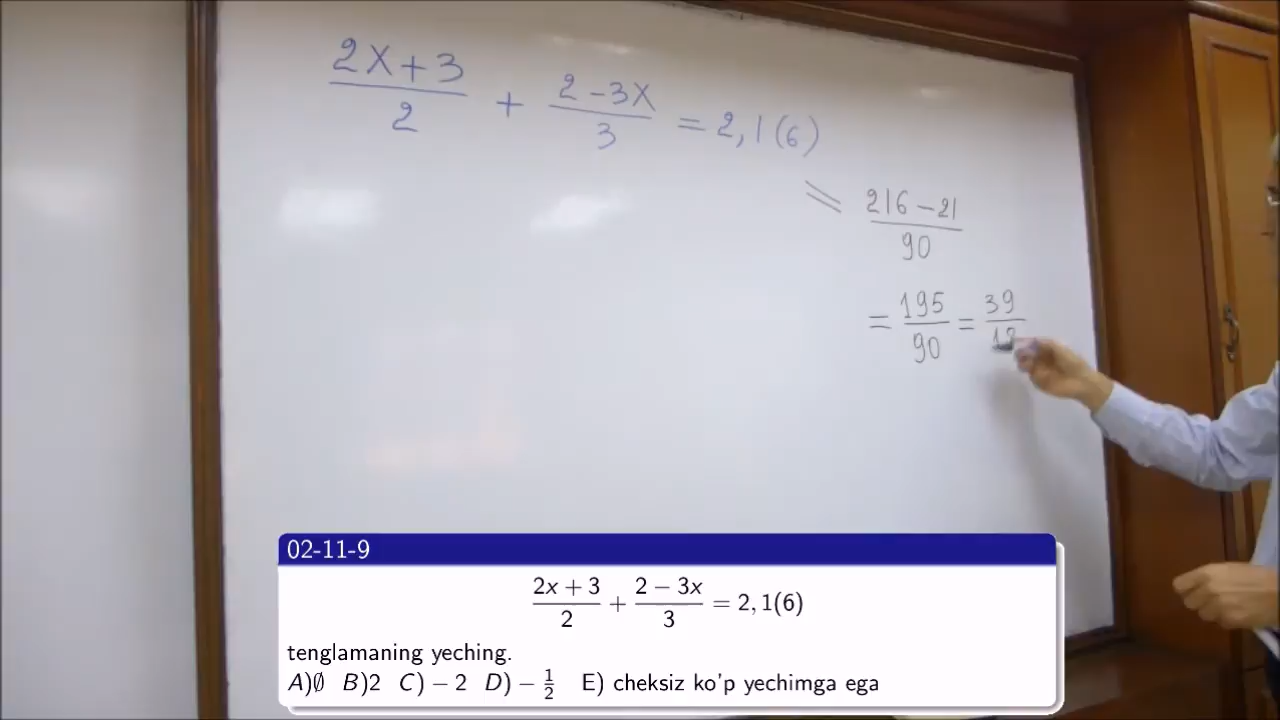 2x+3/2 + 2-3x/3 = 2,1(6)
216-21/90
= 195/90 = 39/18
02-11-9
2x + 3/2 + 2 − 3x/3 = 2, 1(6)
tenglamaning yeching.
A)∅ B)2 C) − 2 D) − 1/2 E) cheksiz ko'p yechimga ega